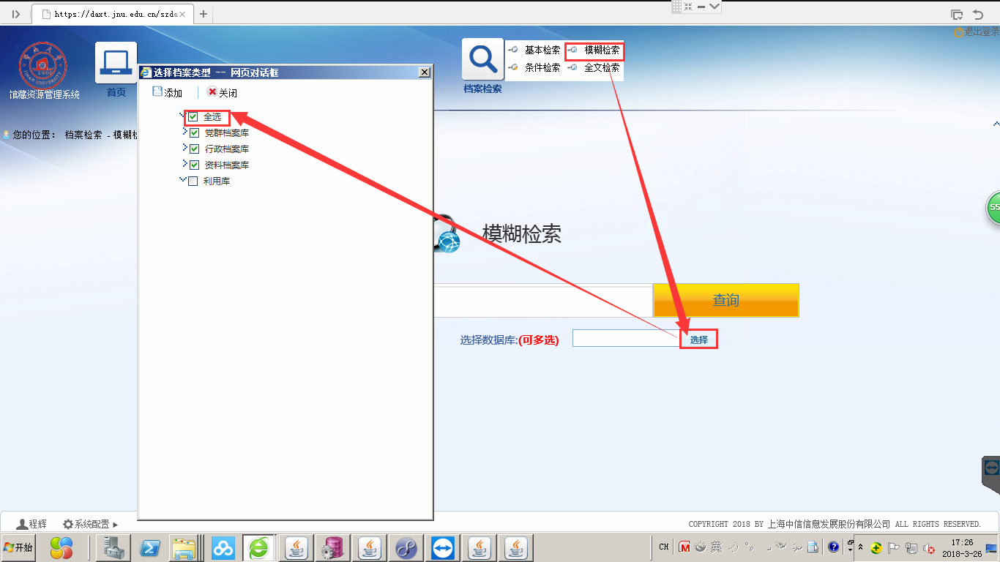 https://daxt.jnu.edu.cn/szda
退出登录
馆藏资源管理系统
首页
档案检索
基本检索
模糊检索
条件检索
全文检索
您的位置： 档案检索 - 模糊检
选择档案类型 -- 网页对话框
添加
关闭
全选
党群档案库
行政档案库
资料档案库
利用库
模糊检索
查询
选择数据库:(可多选)
选择
55
程辉
系统配置
COPYRIGHT 2018 BY 上海中信信息发展股份有限公司 ALL RIGHTS RESERVED.
开始
CH
17:26
2018-3-26